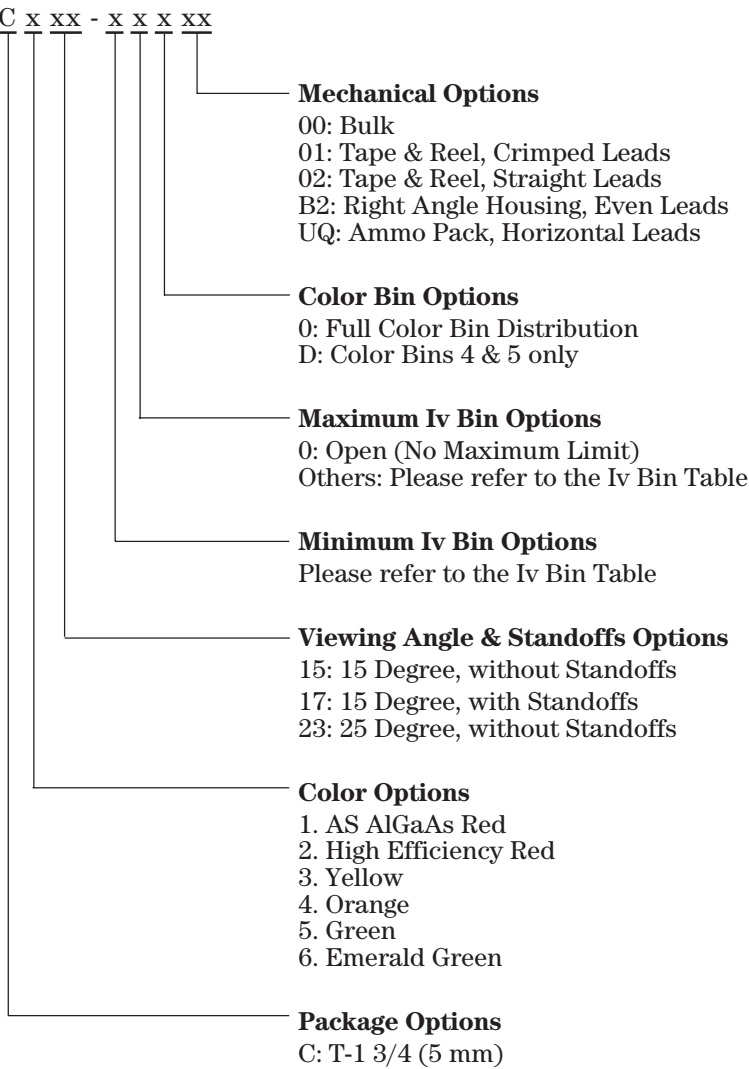 C x xx - x x x xx
Mechanical Options
00: Bulk
01: Tape & Reel, Crimped Leads
02: Tape & Reel, Straight Leads
B2: Right Angle Housing, Even Leads
UQ: Ammo Pack, Horizontal Leads
Color Bin Options
0: Full Color Bin Distribution
D: Color Bins 4 & 5 only
Maximum Iv Bin Options
0: Open (No Maximum Limit)
Others: Please refer to the Iv Bin Table
Minimum Iv Bin Options
Please refer to the Iv Bin Table
Viewing Angle & Standoffs Options
15: 15 Degree, without Standoffs
17: 15 Degree, with Standoffs
23: 25 Degree, without Standoffs
Color Options
1. AS AlGaAs Red
2. High Efficiency Red
3. Yellow
4. Orange
5. Green
6. Emerald Green
Package Options
C: T-1 3/4 (5 mm)